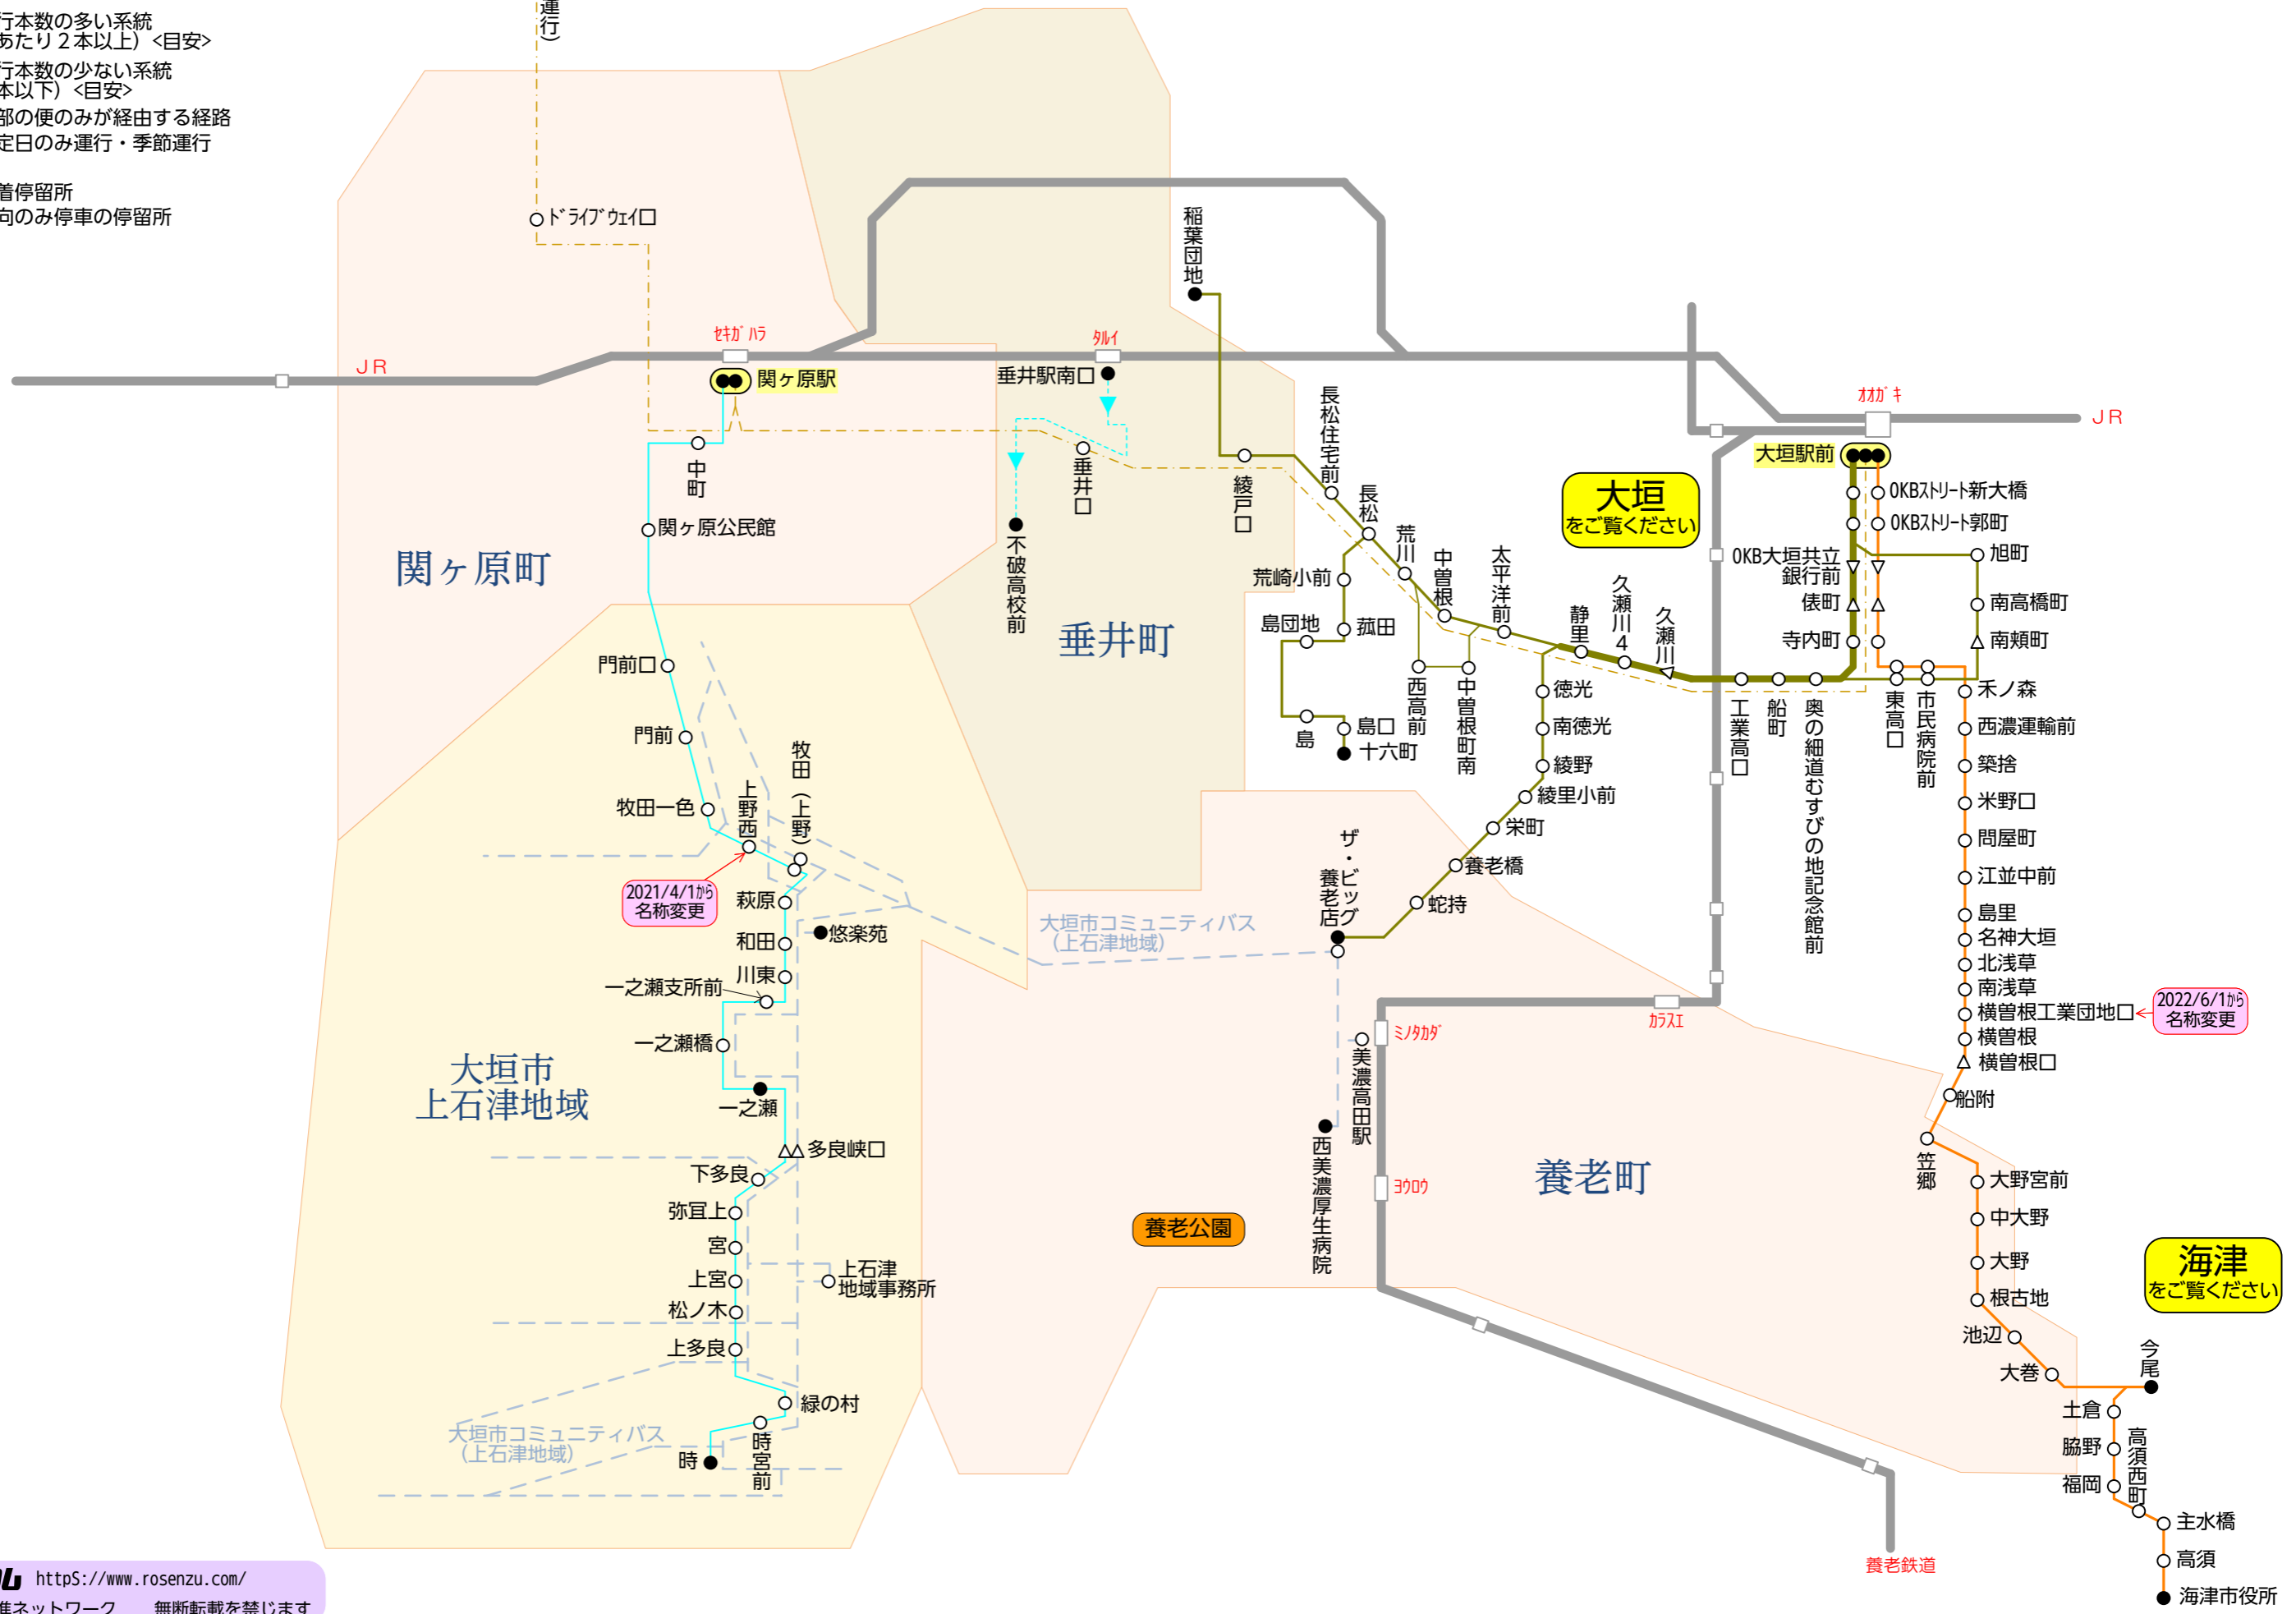 行本数の多い系統
あたり２本以上）<目安>
行本数の少ない系統
本以下）<目安>
部の便のみが経由する経路
定日のみ運行・季節運行
着停留所
向のみ停車の停留所
運行）
ﾄﾞﾗｲﾌﾞｳｪｲ口
ＪＲ
ｾｷｶﾞﾊﾗ
関ヶ原駅
中町
関ヶ原公民館
関ヶ原町
門前口
門前
牧田一色
上野西
牧田（上野）
2021/4/1から
名称変更
萩原
和田
川東
悠楽苑
一之瀬支所前
一之瀬橋
一之瀬
大垣市
上石津地域
多良峡口
下多良
弥冝上
宮
上宮
松ノ木
上多良
上石津
地域事務所
緑の村
時宮前
時
大垣市コミュニティバス
（上石津地域）
ﾀﾙｲ
垂井駅南口
垂井口
不破高校前
垂井町
稲葉団地
綾戸口
長松住宅前
長松
荒川
中曽根
太平洋前
静里
久瀬川４
久瀬川
荒崎小前
菰田
島団地
島
島口
十六町
西高前
中曽根町南
徳光
南徳光
綾野
綾里小前
栄町
養老橋
蛇持
ザ・ビッグ
養老店
大垣市コミュニティバス
（上石津地域）
美濃高田駅
西美濃厚生病院
ﾐﾉﾀｶﾀﾞ
ｶﾗｽｴ
ﾖｳﾛｳ
養老公園
養老町
養老鉄道
大垣
をご覧ください
ｵｵｶﾞｷ
ＪＲ
大垣駅前
OKBｽﾄﾘｰﾄ新大橋
OKBｽﾄﾘｰﾄ郭町
OKB大垣共立
銀行前
俵町
寺内町
旭町
南高橋町
南頬町
工業高口
船町
奥の細道むすびの地記念館前
東高口
市民病院前
禾ノ森
西濃運輸前
築捨
米野口
問屋町
江並中前
島里
名神大垣
北浅草
南浅草
横曽根工業団地口
2022/6/1から
名称変更
横曽根
横曽根口
船附
笠郷
大野宮前
中大野
大野
根古地
池辺
大巻
今尾
海津
をご覧ください
土倉
脇野
福岡
高須西町
主水橋
高須
海津市役所
httpS://www.rosenzu.com/
進ネットワーク　無断転載を禁じます